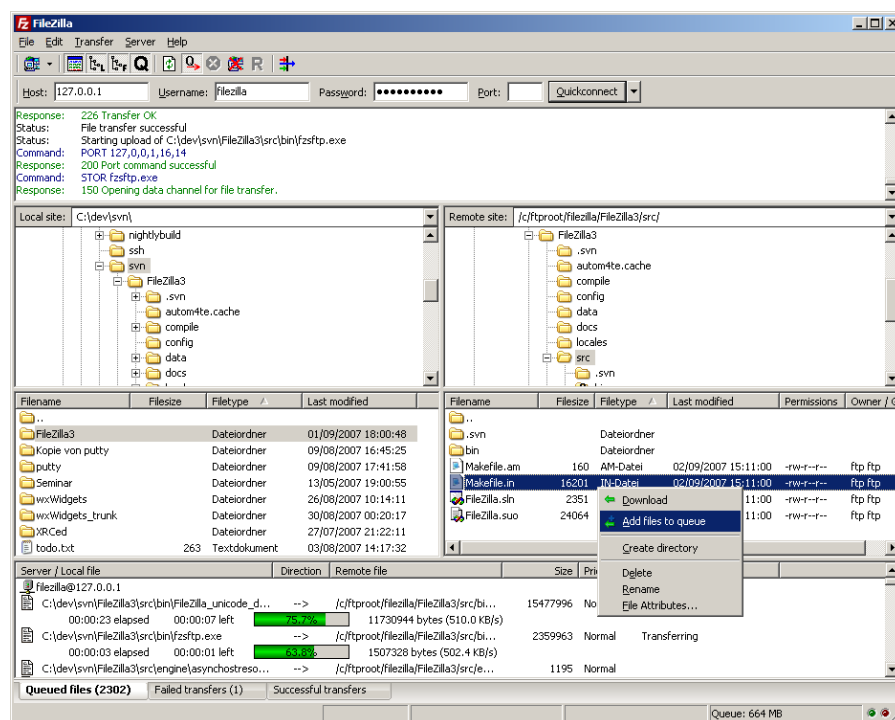 FileZilla
File Edit Transfer Server Help
Host: 127.0.0.1 Username: filezilla Password: ●●●●●●●●●● Port: Quickconnect
Response: 226 Transfer OK
Status: File transfer successful
Status: Starting upload of C:\dev\svn\FileZilla3\src\bin\fzsftp.exe
Command: PORT 127,0,0,1,16,14
Response: 200 Port command successful
Command: STOR fzsftp.exe
Response: 150 Opening data channel for file transfer.
Local site: C:\dev\svn\
nightlybuild
ssh
svn
FileZilla3
.svn
autom4te.cache
compile
config
data
docs
Remote site: /c/ftproot/filezilla/FileZilla3/src/
FileZilla3
.svn
autom4te.cache
compile
config
data
docs
locales
src
.svn
Filename Filesize Filetype Last modified
..
FileZilla3 Dateiordner 01/09/2007 18:00:48
Kopie von putty Dateiordner 09/08/2007 16:45:25
putty Dateiordner 09/08/2007 17:41:58
Seminar Dateiordner 13/05/2007 19:00:55
wxWidgets Dateiordner 26/08/2007 10:14:11
wxWidgets_trunk Dateiordner 30/08/2007 00:20:17
XRCed Dateiordner 27/07/2007 21:22:11
todo.txt 263 Textdokument 03/08/2007 14:17:32
Filename Filesize Filetype Last modified Permissions Owner /
..
.svn Dateiordner
bin Dateiordner
Makefile.am 160 AM-Datei 02/09/2007 15:11:00 -rw-r--r-- ftp ftp
Makefile.in 16201 IN-Datei 02/09/2007 15:11:00 -rw-r--r-- ftp ftp
FileZilla.sln 2351 11:00 -rw-r--r-- ftp ftp
FileZilla.suo 24064 11:00 -rw-r--r-- ftp ftp
Download
Add files to queue
Create directory
Delete
Rename
File Attributes...
Server / Local file Direction Remote file Size
filezilla@127.0.0.1
C:\dev\svn\FileZilla3\src\bin\FileZilla_unicode_d... --> /c/ftproot/filezilla/FileZilla3/src/bi... 15477996
00:00:23 elapsed 00:00:07 left 75.7% 11730944 bytes (510.0 KB/s)
C:\dev\svn\FileZilla3\src\bin\fzsftp.exe --> /c/ftproot/filezilla/FileZilla3/src/bi... 2359963 Normal Transferring
00:00:03 elapsed 00:00:01 left 63.8% 1507328 bytes (502.4 KB/s)
C:\dev\svn\FileZilla3\src\engine\asynchostreso... --> /c/ftproot/filezilla/FileZilla3/src/e... 1195 Normal
Queued files (2302) Failed transfers (1) Successful transfers
Queue: 664 MB